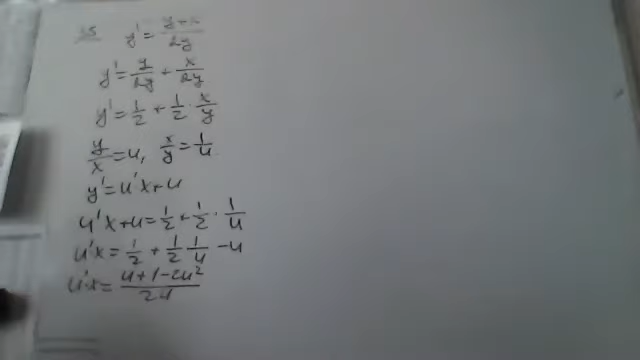 y' = (y+x)/2y
y' = y/2y + x/2y
y' = 1/2 + 1/2 · x/y
y/x = u, x/y = 1/u
y' = u'x+u
u'x+u = 1/2 + 1/2 · 1/u
u'x = 1/2 + 1/2 1/u - u
u'x = (u+1-2u²)/2u